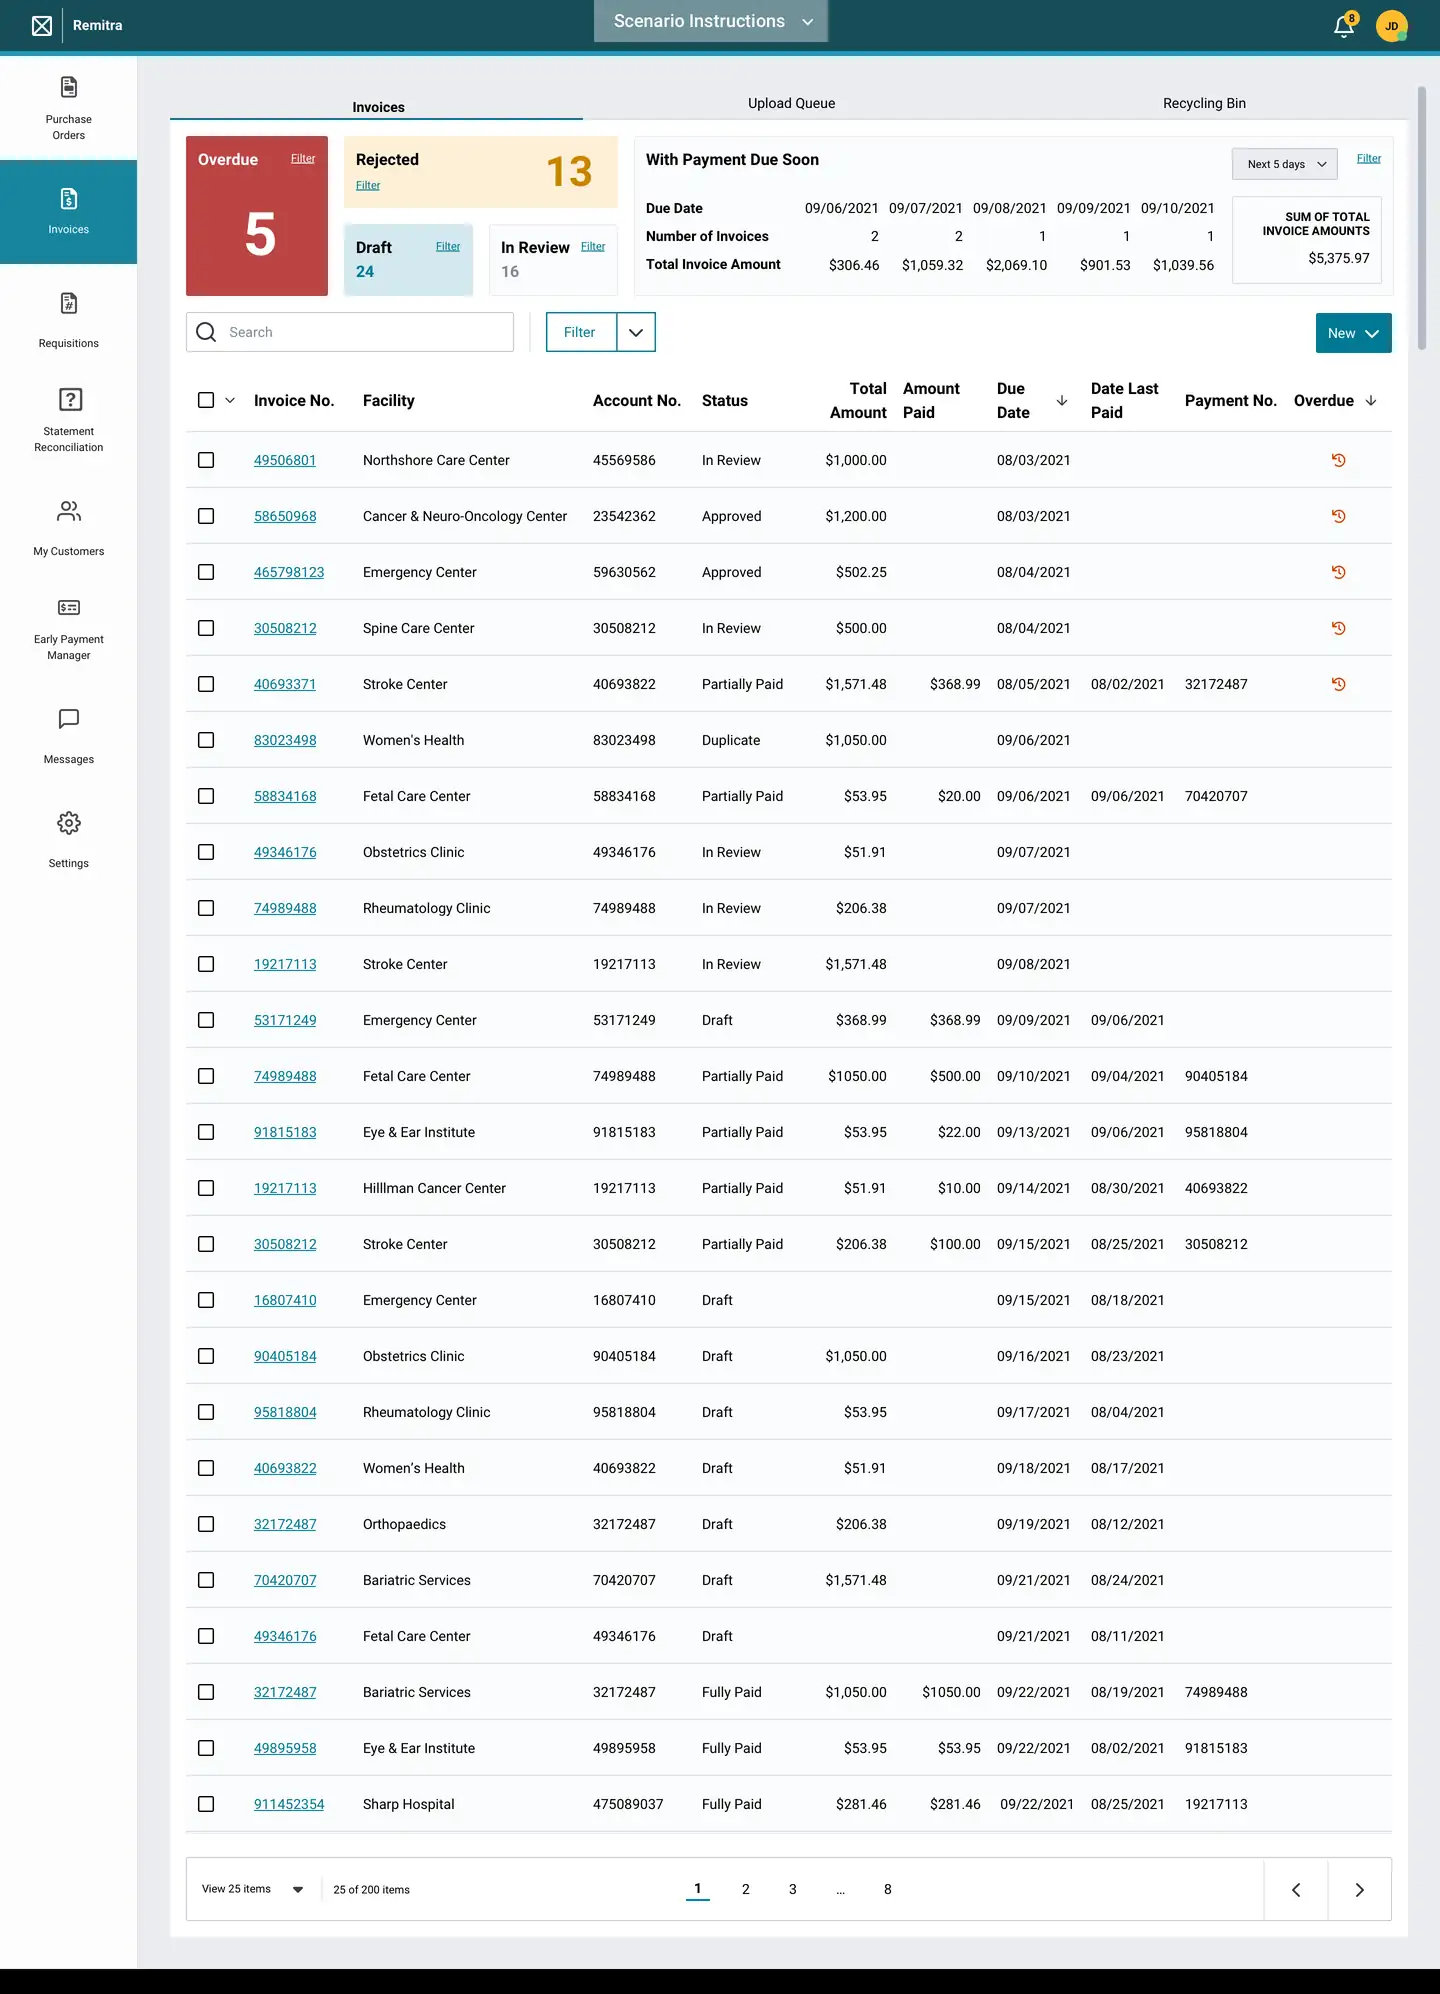 Remitra
Scenario Instructions
8
JD
Purchase
Orders
Invoices
Requisitions
Statement
Reconciliation
My Customers
Early Payment
Manager
Messages
Settings
Invoices Upload Queue Recycling Bin
Overdue Filter
5
Rejected
Filter
13
Draft Filter
24
In Review Filter
16
With Payment Due Soon Next 5 days Filter
Due Date 09/06/2021 09/07/2021 09/08/2021 09/09/2021 09/10/2021
Number of Invoices 2 2 1 1 1
Total Invoice Amount $306.46 $1,059.32 $2,069.10 $901.53 $1,039.56
SUM OF TOTAL
INVOICE AMOUNTS
$5,375.97
Search Filter New
Invoice No. Facility Account No. Status Total Amount Amount Paid Due Date Date Last Paid Payment No. Overdue
49506801 Northshore Care Center 45569586 In Review $1,000.00 08/03/2021
58650968 Cancer & Neuro-Oncology Center 23542362 Approved $1,200.00 08/03/2021
465798123 Emergency Center 59630562 Approved $502.25 08/04/2021
30508212 Spine Care Center 30508212 In Review $500.00 08/04/2021
40693371 Stroke Center 40693822 Partially Paid $1,571.48 $368.99 08/05/2021 08/02/2021 32172487
83023498 Women's Health 83023498 Duplicate $1,050.00 09/06/2021
58834168 Fetal Care Center 58834168 Partially Paid $53.95 $20.00 09/06/2021 09/06/2021 70420707
49346176 Obstetrics Clinic 49346176 In Review $51.91 09/07/2021
74989488 Rheumatology Clinic 74989488 In Review $206.38 09/07/2021
19217113 Stroke Center 19217113 In Review $1,571.48 09/08/2021
53171249 Emergency Center 53171249 Draft $368.99 $368.99 09/09/2021 09/06/2021
74989488 Fetal Care Center 74989488 Partially Paid $1050.00 $500.00 09/10/2021 09/04/2021 90405184
91815183 Eye & Ear Institute 91815183 Partially Paid $53.95 $22.00 09/13/2021 09/06/2021 95818804
19217113 Hilllman Cancer Center 19217113 Partially Paid $51.91 $10.00 09/14/2021 08/30/2021 40693822
30508212 Stroke Center 30508212 Partially Paid $206.38 $100.00 09/15/2021 08/25/2021 30508212
16807410 Emergency Center 16807410 Draft 09/15/2021 08/18/2021
90405184 Obstetrics Clinic 90405184 Draft $1,050.00 09/16/2021 08/23/2021
95818804 Rheumatology Clinic 95818804 Draft $53.95 09/17/2021 08/04/2021
40693822 Women’s Health 40693822 Draft $51.91 09/18/2021 08/17/2021
32172487 Orthopaedics 32172487 Draft $206.38 09/19/2021 08/12/2021
70420707 Bariatric Services 70420707 Draft $1,571.48 09/21/2021 08/24/2021
49346176 Fetal Care Center 49346176 Draft 09/21/2021 08/11/2021
32172487 Bariatric Services 32172487 Fully Paid $1,050.00 $1050.00 09/22/2021 08/19/2021 74989488
49895958 Eye & Ear Institute 49895958 Fully Paid $53.95 $53.95 09/22/2021 08/02/2021 91815183
911452354 Sharp Hospital 475089037 Fully Paid $281.46 $281.46 09/22/2021 08/25/2021 19217113
View 25 items 25 of 200 items 1 2 3 ... 8